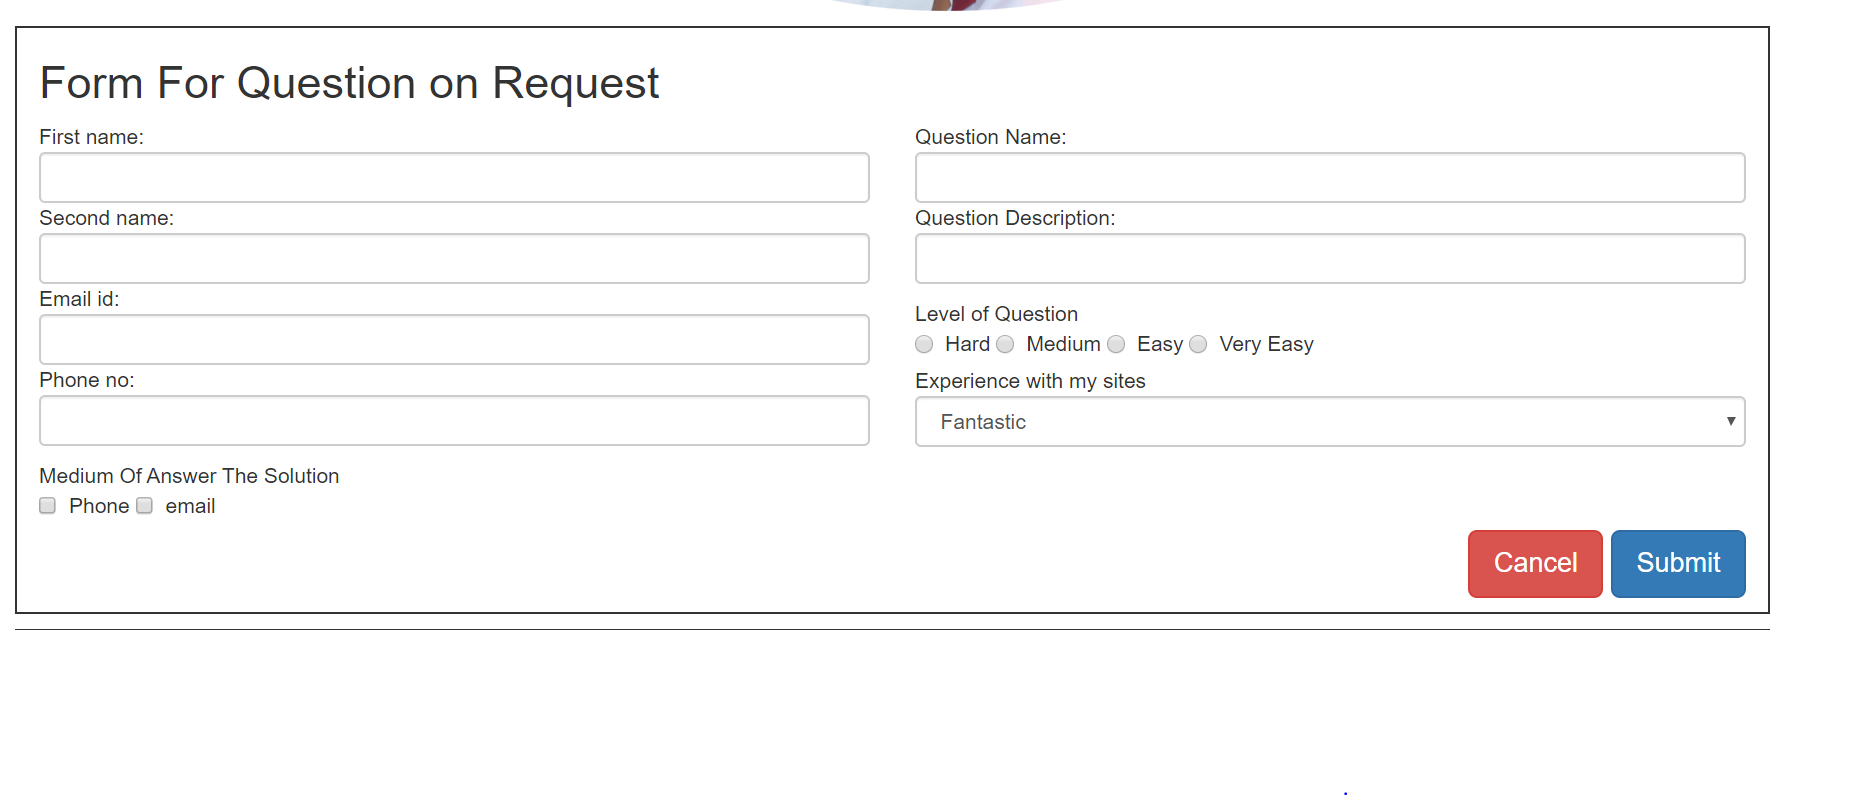 Form For Question on Request
First name:
Second name:
Email id:
Phone no:
Medium Of Answer The Solution
Phone email
Question Name:
Question Description:
Level of Question
Hard Medium Easy Very Easy
Experience with my sites
Fantastic
Cancel Submit